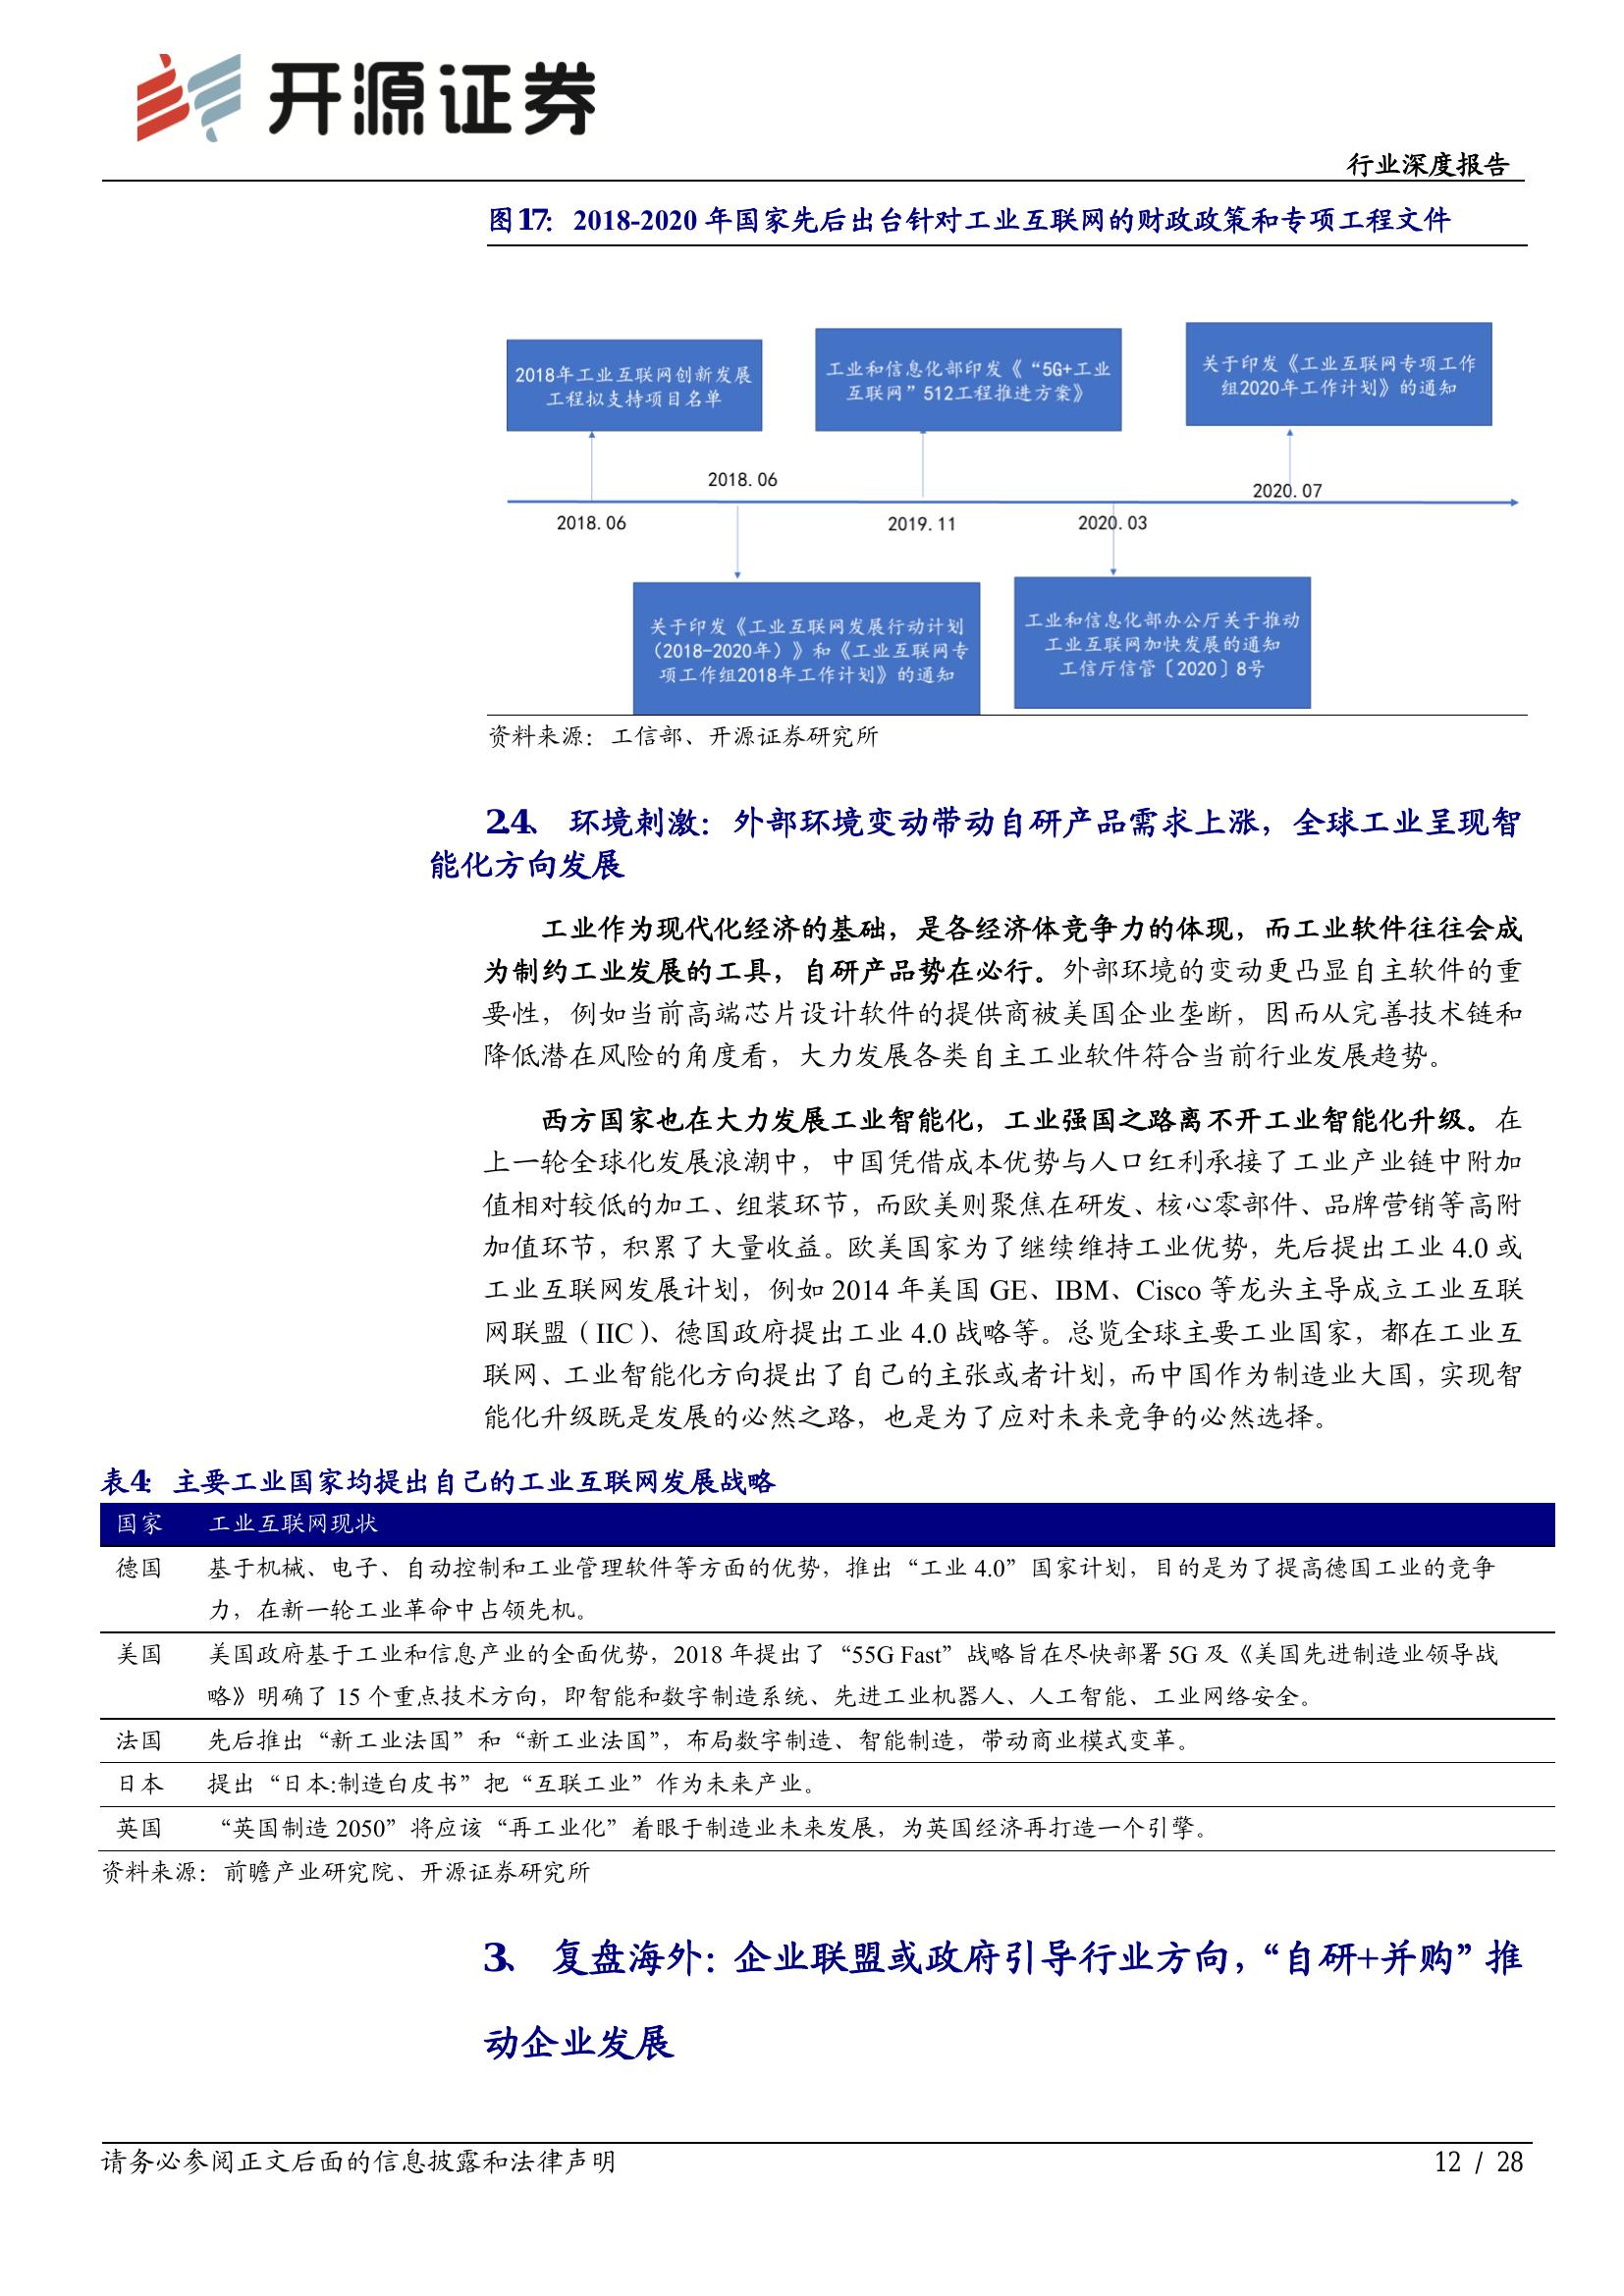 开源证券
行业深度报告
图17： 2018-2020 年国家先后出台针对工业互联网的财政政策和专项工程文件
2018年工业互联网创新发展
工程拟支持项目名单
工业和信息化部印发《“5G+工业
互联网”512工程推进方案》
关于印发《工业互联网专项工作
组2020年工作计划》的通知
2018.06
2020.07
2018.06
2019.11
2020.03
关于印发《工业互联网发展行动计划
（2018-2020年）》和《工业互联网专
项工作组2018年工作计划》的通知
工业和信息化部办公厅关于推动
工业互联网加快发展的通知
工信厅信管〔2020〕8号
资料来源：工信部、开源证券研究所
2.4、 环境刺激：外部环境变动带动自研产品需求上涨，全球工业呈现智
能化方向发展
工业作为现代化经济的基础，是各经济体竞争力的体现，而工业软件往往会成
为制约工业发展的工具，自研产品势在必行。外部环境的变动更凸显自主软件的重
要性，例如当前高端芯片设计软件的提供商被美国企业垄断，因而从完善技术链和
降低潜在风险的角度看，大力发展各类自主工业软件符合当前行业发展趋势。
西方国家也在大力发展工业智能化，工业强国之路离不开工业智能化升级。在
上一轮全球化发展浪潮中，中国凭借成本优势与人口红利承接了工业产业链中附加
值相对较低的加工、组装环节，而欧美则聚焦在研发、核心零部件、品牌营销等高附
加值环节，积累了大量收益。欧美国家为了继续维持工业优势，先后提出工业 4.0 或
工业互联网发展计划，例如 2014 年美国 GE、IBM、Cisco 等龙头主导成立工业互联
网联盟（IIC）、德国政府提出工业 4.0 战略等。总览全球主要工业国家，都在工业互
联网、工业智能化方向提出了自己的主张或者计划，而中国作为制造业大国，实现智
能化升级既是发展的必然之路，也是为了应对未来竞争的必然选择。
表4： 主要工业国家均提出自己的工业互联网发展战略
国家 工业互联网现状
德国 基于机械、电子、自动控制和工业管理软件等方面的优势，推出“工业 4.0”国家计划，目的是为了提高德国工业的竞争
力，在新一轮工业革命中占领先机。
美国 美国政府基于工业和信息产业的全面优势，2018 年提出了“55G Fast”战略旨在尽快部署 5G 及《美国先进制造业领导战
略》明确了 15 个重点技术方向，即智能和数字制造系统、先进工业机器人、人工智能、工业网络安全。
法国 先后推出“新工业法国”和“新工业法国”，布局数字制造、智能制造，带动商业模式变革。
日本 提出“日本:制造白皮书”把“互联工业”作为未来产业。
英国 “英国制造 2050”将应该“再工业化”着眼于制造业未来发展，为英国经济再打造一个引擎。
资料来源：前瞻产业研究院、开源证券研究所
3、 复盘海外：企业联盟或政府引导行业方向，“自研+并购”推
动企业发展
请务必参阅正文后面的信息披露和法律声明
12 / 28